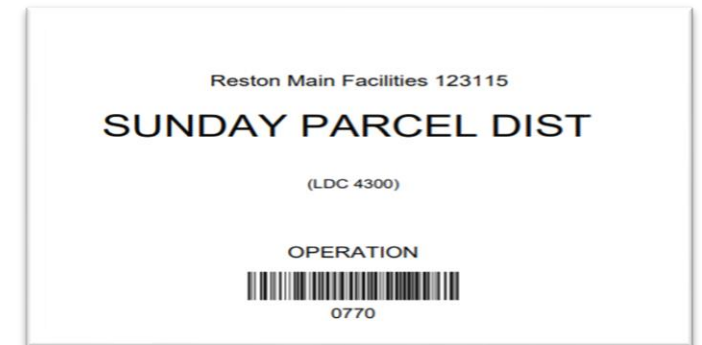 Reston Main Facilities 123115
SUNDAY PARCEL DIST
(LDC 4300)
OPERATION
0770